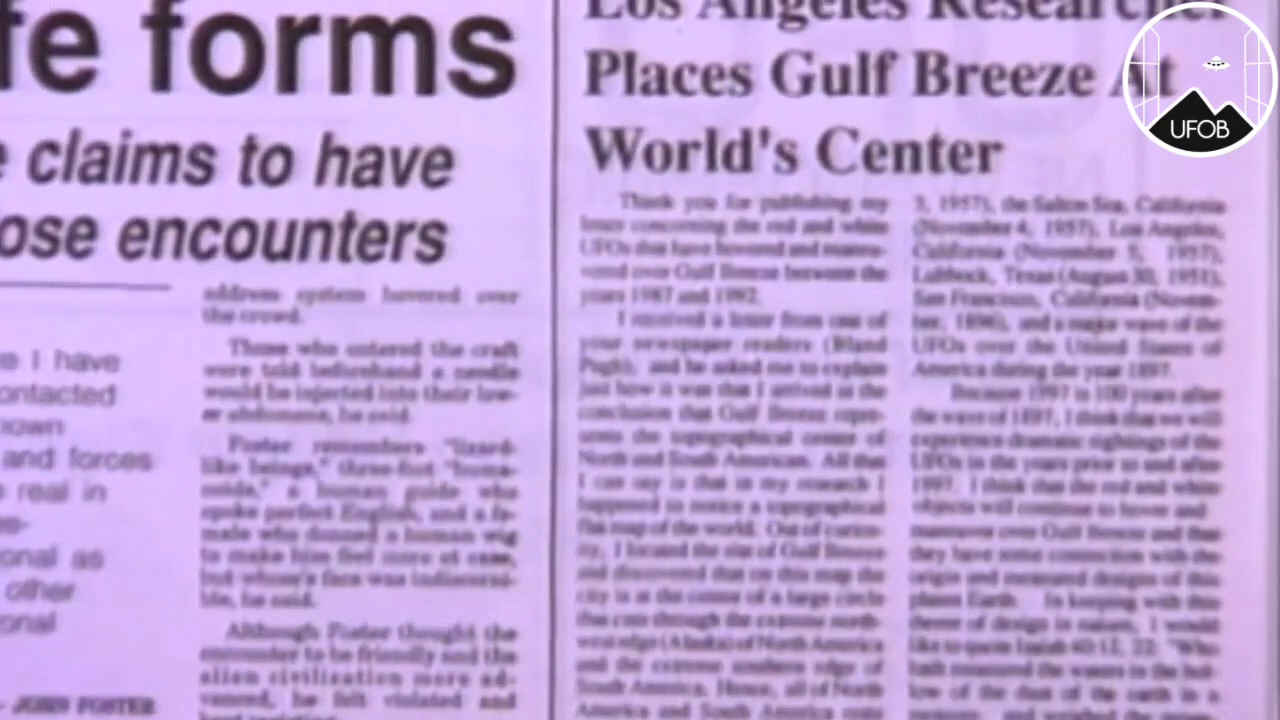 fe forms
claims to have
ose encounters
e I have
ontacted
nown
and forces
real in
onal as
other
onal
- JOHN FOSTER
address system hovered over
the crowd.
Those who entered the craft
were told beforehand a needle
would be injected into their low-
er abdomen, he said.
Foster remembers "lizard-
like beings," three-foot "huma-
noids," a human guide who
spoke perfect English, and a fe-
male who donned a human wig
to make him feel more at ease,
but whose's face was indiscerni-
ble, he said.
Although Foster thought the
encounter to be friendly and the
alien civilization more ad-
vanced, he felt violated and
Los Angeles Researcher
Places Gulf Breeze At
World's Center
Think you for publishing my
letter concerning the red and white
UFOs that have hovered and maneu-
vered over Gulf Breeze between the
years 1987 and 1992.
I received a letter from one of
your newspaper readers (Bland
Pugh), and he asked me to explain
just how it was that I arrived at the
conclusion that Gulf Breeze repre-
sents the topographical center of
North and South American. All that
I can say is that in my research I
happened to notice a topographical
flat map of the world. Out of curios-
ity, I located the site of Gulf Breeze
and discovered that on this map the
city is at the center of a large circle
that cuts through the extreme north-
west edge (Alaska) of North America
and the extreme southern edge of
South America. Hence, all of North
America and South America
3, 1957), the Salton Sea, California
(November 4, 1957), Los Angeles,
California (November 5, 1957),
Lubbock, Texas (August 30, 1951),
San Francisco, California (Novem-
ber, 1896), and a major wave of the
UFOs over the United States of
America during the year 1897.
Because 1997 is 100 years after
the wave of 1897, I think that we will
experience dramatic sightings of the
UFOs in the years prior to and after
1997. I think that the red and white
objects will continue to hover and
maneuver over Gulf Breeze and that
they have some connection with the
origin and measured designs of this
planet Earth. In keeping with this
theme of design in nature, I would
like to quote Isaiah 40:12, 22: "Who
hath measured the waters in the hol-
low of the dust of the earth in a
UFOB